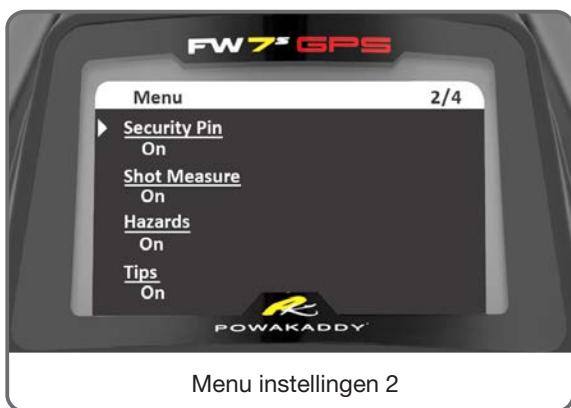 FW7s GPS
Menu 2/4
Security Pin
On
Shot Measure
On
Hazards
On
Tips
On
POWAKADDY
Menu instellingen 2